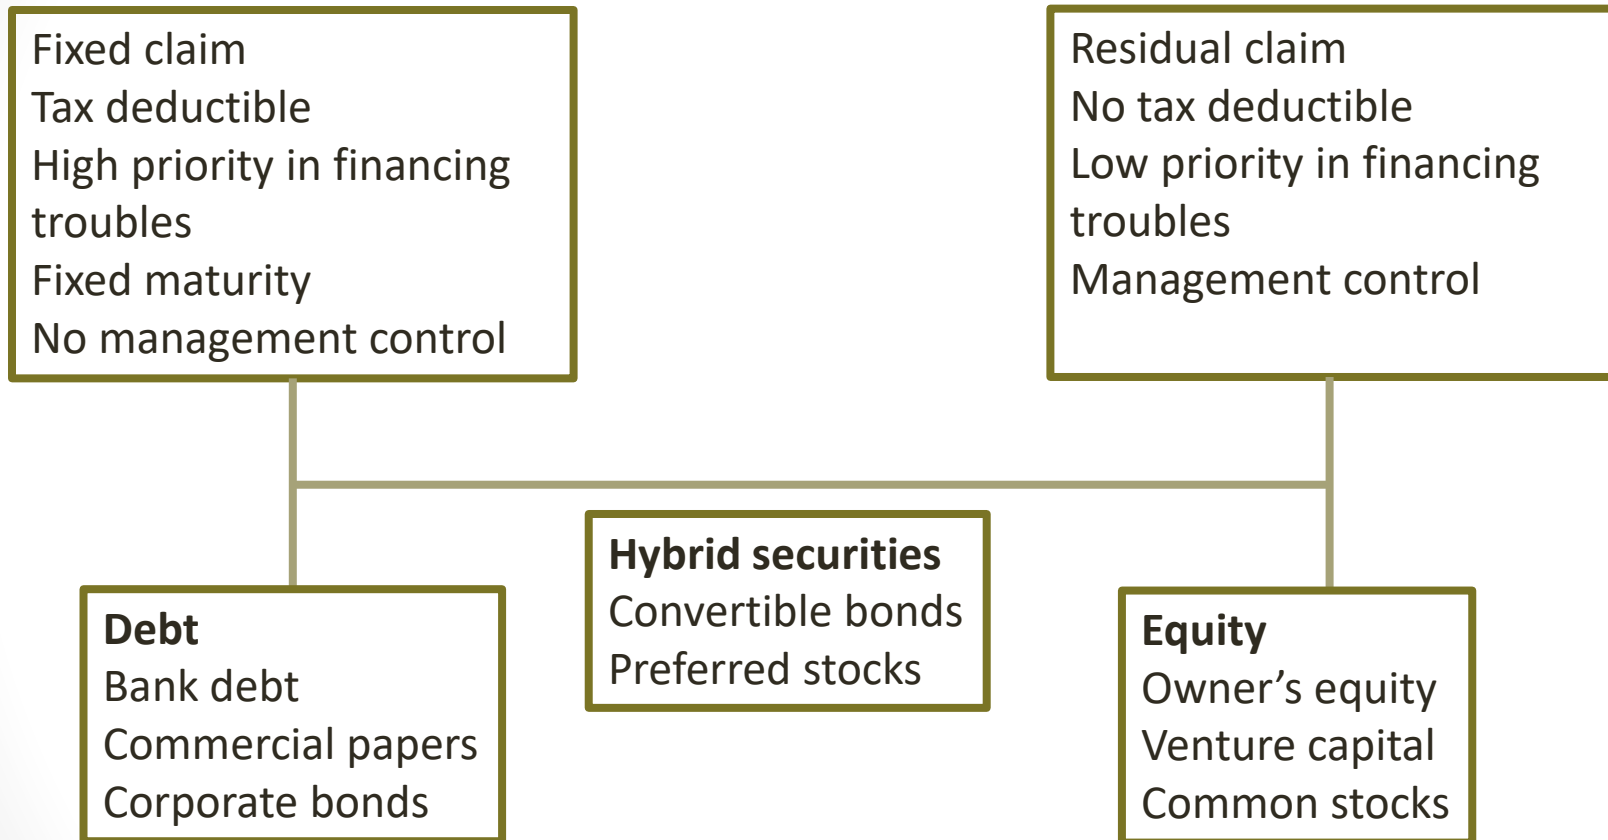 Fixed claim
Tax deductible
High priority in financing
troubles
Fixed maturity
No management control
Residual claim
No tax deductible
Low priority in financing
troubles
Management control
Hybrid securities
Convertible bonds
Preferred stocks
Debt
Bank debt
Commercial papers
Corporate bonds
Equity
Owner’s equity
Venture capital
Common stocks